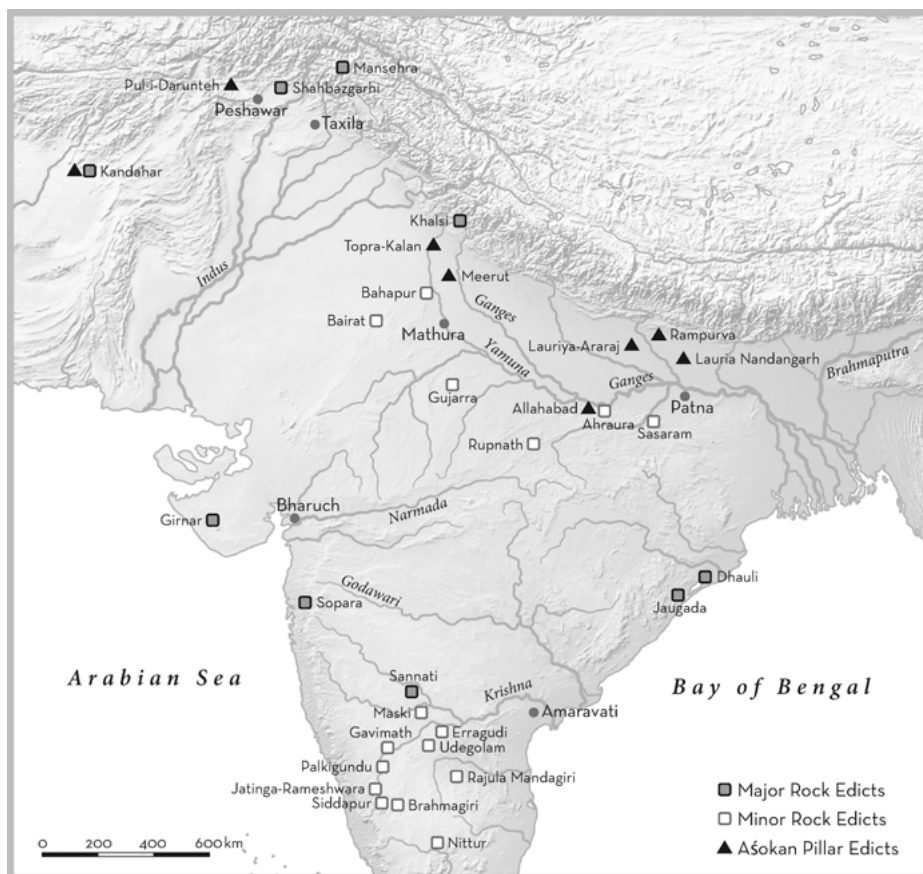 Mansehra
Pul-i-Darunteh
Shahbazgarhi
Peshawar
Taxila
Kandahar
Khalsi
Topra-Kalan
Indus
Meerut
Bahapur
Ganges
Bairat
Mathura
Rampurva
Lauriya-Araraj
Yamuna
Lauria Nandangarh
Brahmaputra
Ganges
Gujarra
Patna
Allahabad
Ahraura
Sasaram
Rupnath
Bharuch
Narmada
Girnar
Dhauli
Godawari
Jaugada
Sopara
Arabian Sea
Sannati
Krishna
Bay of Bengal
Maski
Amaravati
Gavimath
Erragudi
Udegolam
Palkigundu
Rajula Mandagiri
Jatinga-Rameshwara
Major Rock Edicts
Siddapur
Brahmagiri
Minor Rock Edicts
Nittur
Aśokan Pillar Edicts
0 200 400 600 km